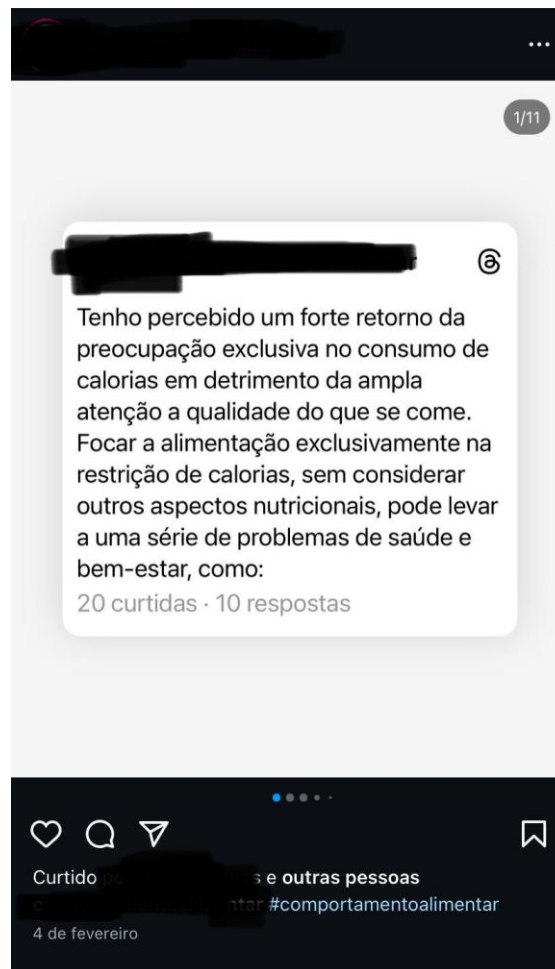 1/11
Tenho percebido um forte retorno da
preocupação exclusiva no consumo de
calorias em detrimento da ampla
atenção a qualidade do que se come.
Focar a alimentação exclusivamente na
restrição de calorias, sem considerar
outros aspectos nutricionais, pode levar
a uma série de problemas de saúde e
bem-estar, como:
20 curtidas · 10 respostas
Curtido e outras pessoas
#comportamentoalimentar
4 de fevereiro